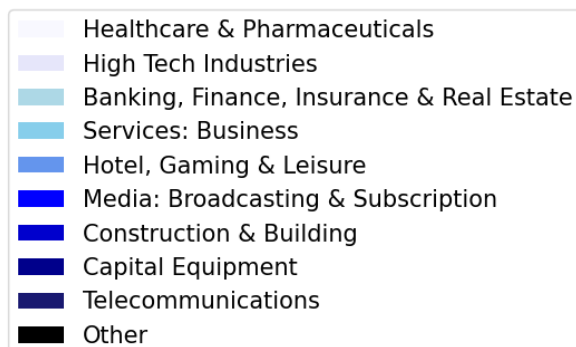 Healthcare & Pharmaceuticals
High Tech Industries
Banking, Finance, Insurance & Real Estate
Services: Business
Hotel, Gaming & Leisure
Media: Broadcasting & Subscription
Construction & Building
Capital Equipment
Telecommunications
Other